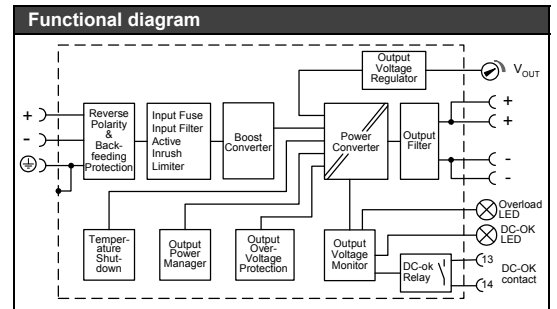 Functional diagram
Output
Voltage
Regulator
VOUT
+
-
Reverse
Polarity
&
Back-
feeding
Protection
Input Fuse
Input Filter
Active
Inrush
Limiter
Boost
Converter
Power
Converter
Output
Filter
+
+
-
-
Temper-
ature
Shut-
down
Output
Power
Manager
Output
Over-
Voltage
Protection
Output
Voltage
Monitor
DC-ok
Relay
Overload
LED
DC-OK
LED
13
14
DC-OK
contact